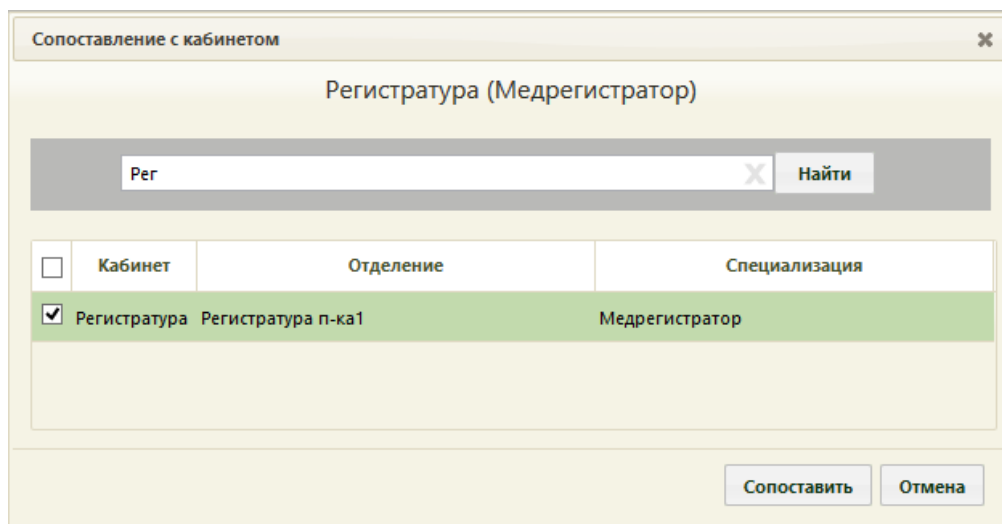 Сопоставление с кабинетом
Регистратура (Медрегистратор)
Рег Найти
Кабинет Отделение Специализация
Регистратура Регистратура п-ка1 Медрегистратор
Сопоставить Отмена